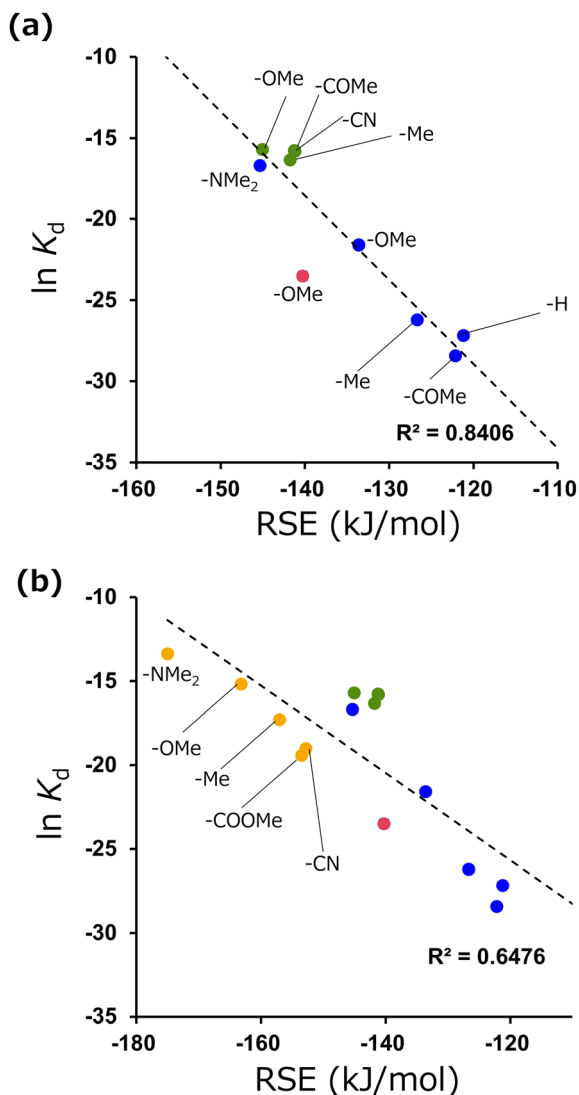 (a)
-10
-OMe
-COMe
-CN
-15
-Me
-NMe₂
-20
-OMe
ln Kd
-25
-OMe
-H
-Me
-30
-COMe
R² = 0.8406
-35
-160 -150 -140 -130 -120 -110
RSE (kJ/mol)
(b)
-10
-NMe₂
-15
-OMe
-Me
-20
-COOMe
ln Kd
-CN
-25
-30
R² = 0.6476
-35
-180 -160 -140 -120
RSE (kJ/mol)